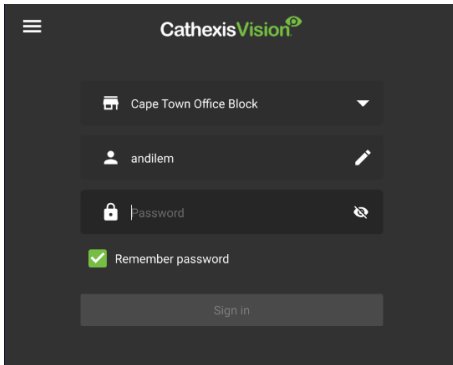 CathexisVision
Cape Town Office Block
andilem
Password
Remember password
Sign in